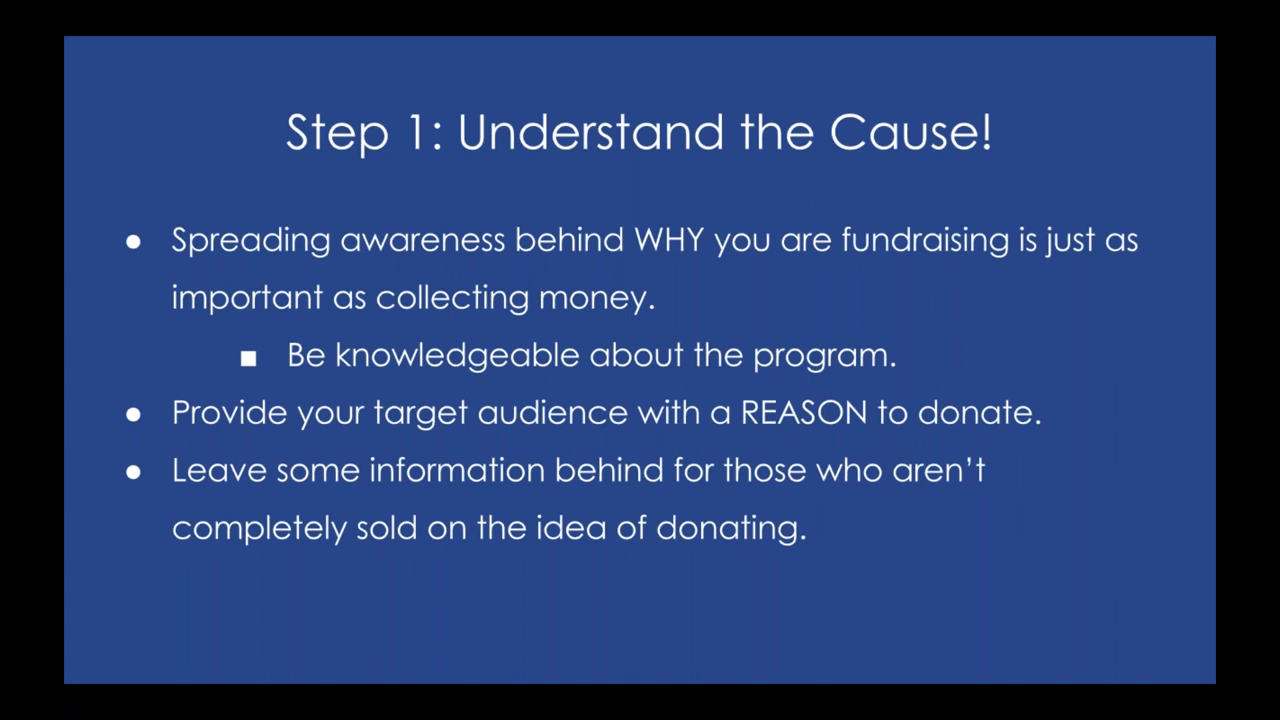 Step 1: Understand the Cause!
● Spreading awareness behind WHY you are fundraising is just as
important as collecting money.
■ Be knowledgeable about the program.
● Provide your target audience with a REASON to donate.
● Leave some information behind for those who aren’t
completely sold on the idea of donating.